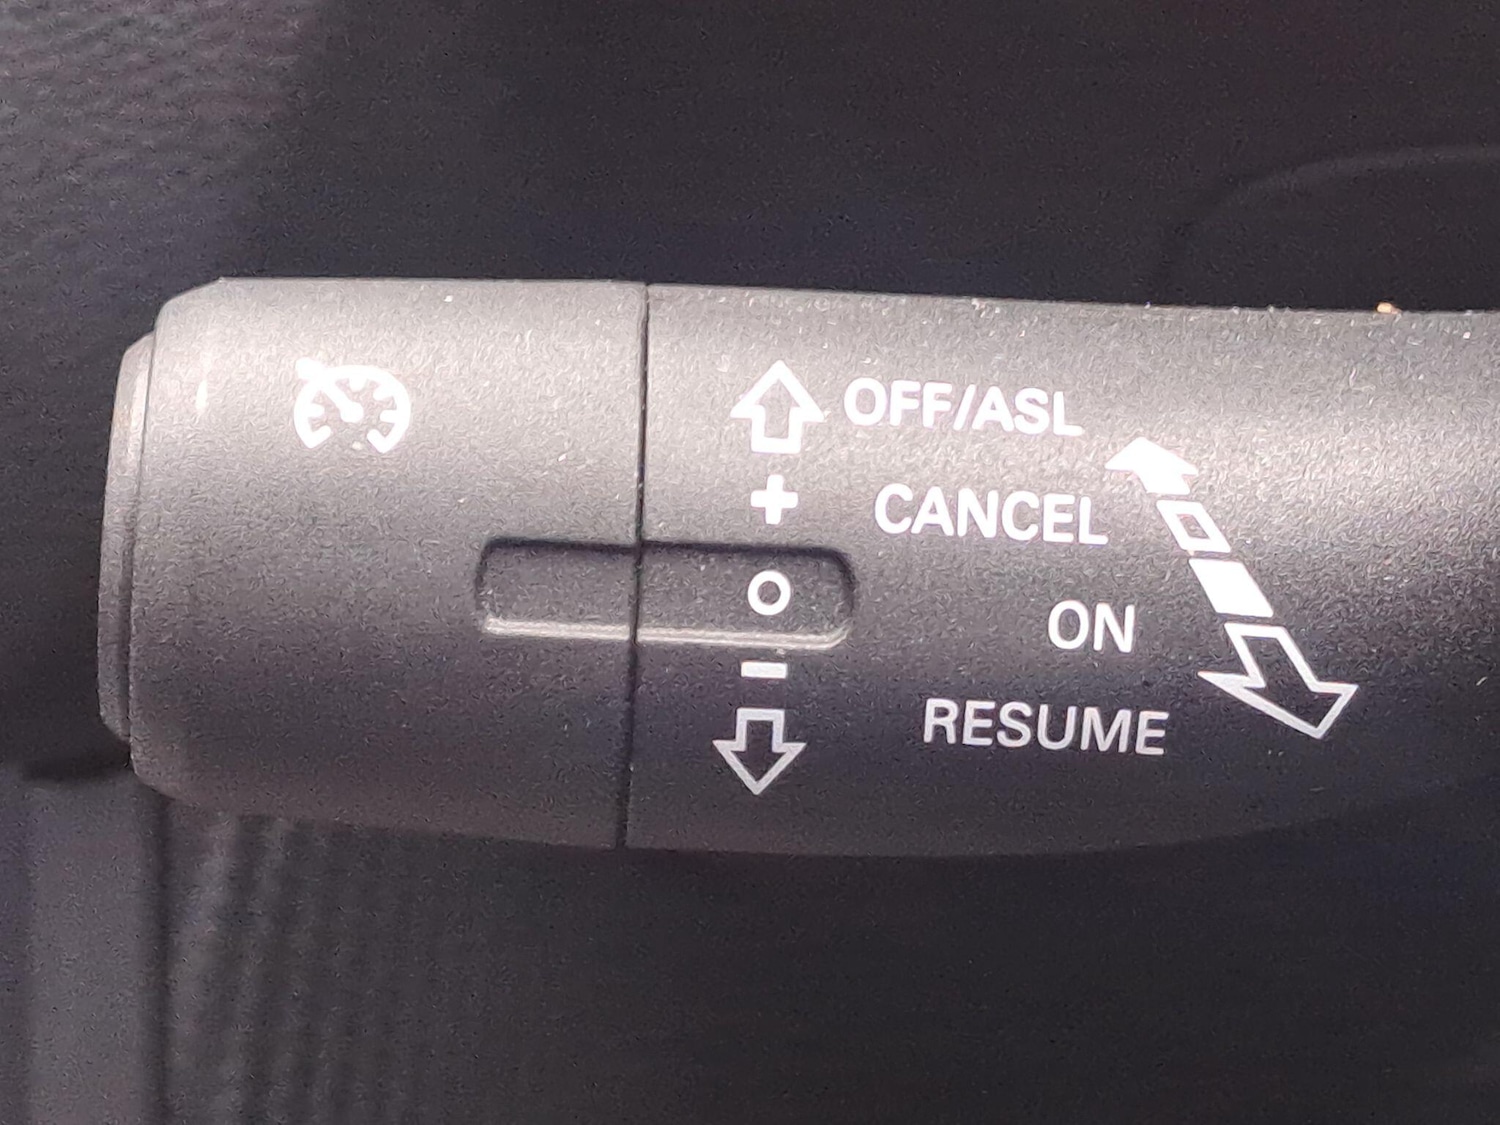 OFF/ASL
+ CANCEL
O ON
–
RESUME